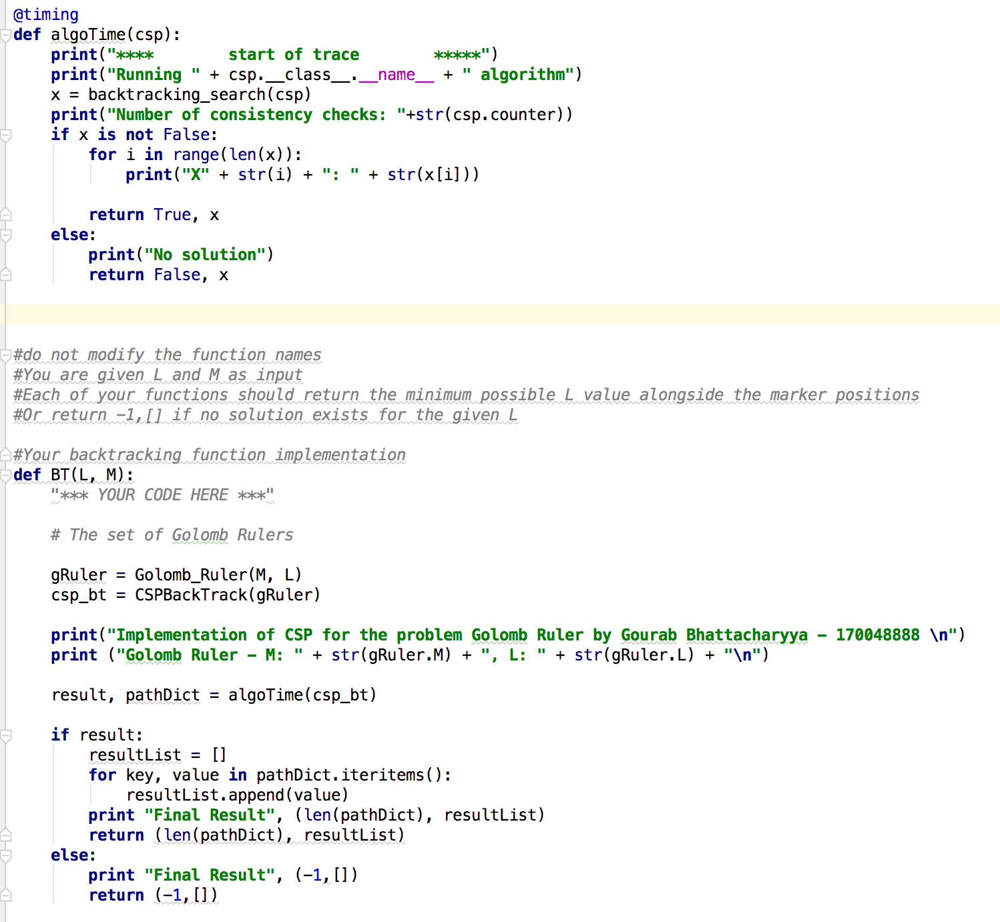 @timing
def algoTime(csp):
    print("****        start of trace        *****")
    print("Running " + csp.__class__.__name__ + " algorithm")
    x = backtracking_search(csp)
    print("Number of consistency checks: "+str(csp.counter))
    if x is not False:
        for i in range(len(x)):
            print("X" + str(i) + ": " + str(x[i]))
        return True, x
    else:
        print("No solution")
        return False, x
#do not modify the function names
#You are given L and M as input
#Each of your functions should return the minimum possible L value alongside the marker positions
#Or return -1,[] if no solution exists for the given L
#Your backtracking function implementation
def BT(L, M):
    "*** YOUR CODE HERE ***"
    # The set of Golomb Rulers
    gRuler = Golomb_Ruler(M, L)
    csp_bt = CSPBackTrack(gRuler)
    print("Implementation of CSP for the problem Golomb Ruler by Gourab Bhattacharyya - 170048888 \n")
    print ("Golomb Ruler - M: " + str(gRuler.M) + ", L: " + str(gRuler.L) + "\n")
    result, pathDict = algoTime(csp_bt)
    if result:
        resultList = []
        for key, value in pathDict.iteritems():
            resultList.append(value)
        print "Final Result", (len(pathDict), resultList)
        return (len(pathDict), resultList)
    else:
        print "Final Result", (-1,[])
        return (-1,[])